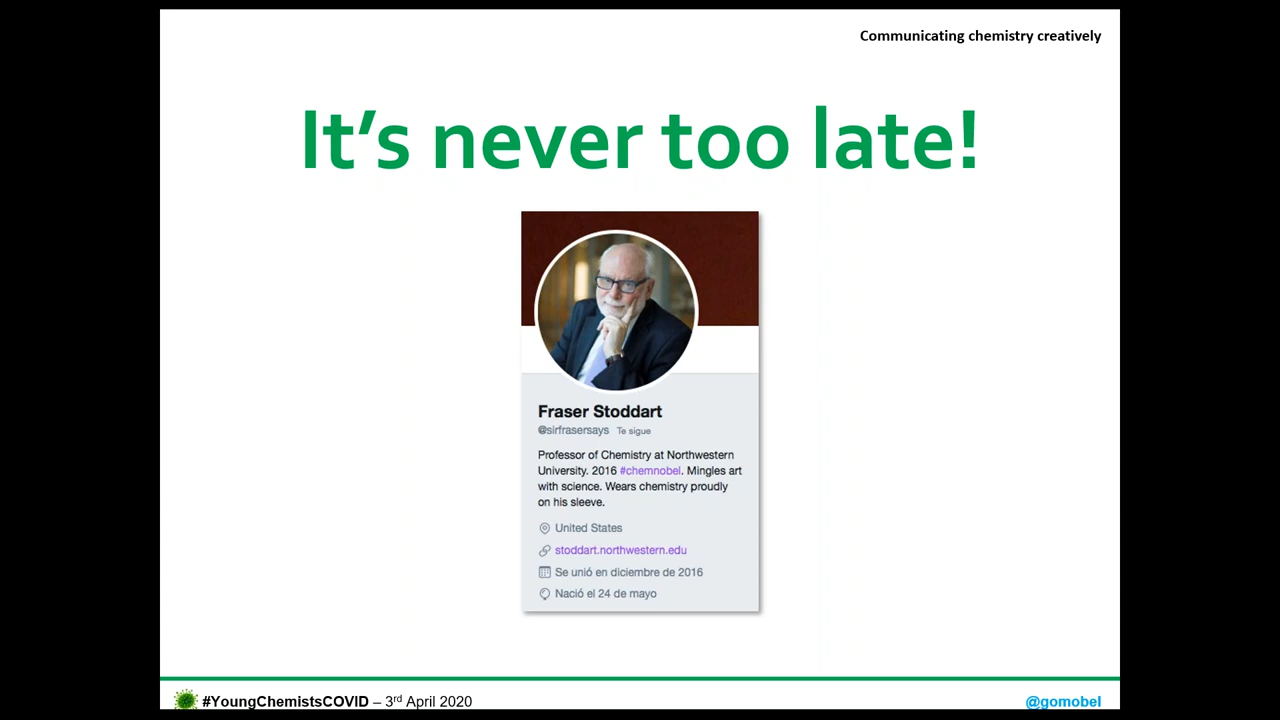 Communicating chemistry creatively
It's never too late!
Fraser Stoddart
@sirfrasersays Te sigue
Professor of Chemistry at Northwestern
University. 2016 #chemnobel. Mingles art
with science. Wears chemistry proudly
on his sleeve.
United States
stoddart.northwestern.edu
Se unió en diciembre de 2016
Nació el 24 de mayo
#YoungChemistsCOVID – 3rd April 2020
@gomobel